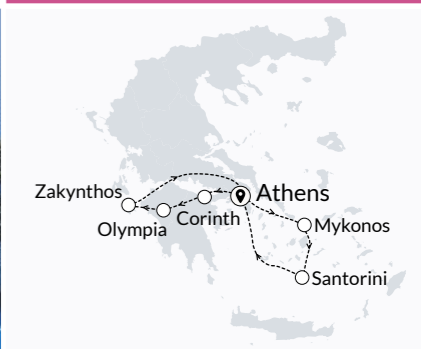 Zakynthos
Athens
Olympia
Corinth
Mykonos
Santorini